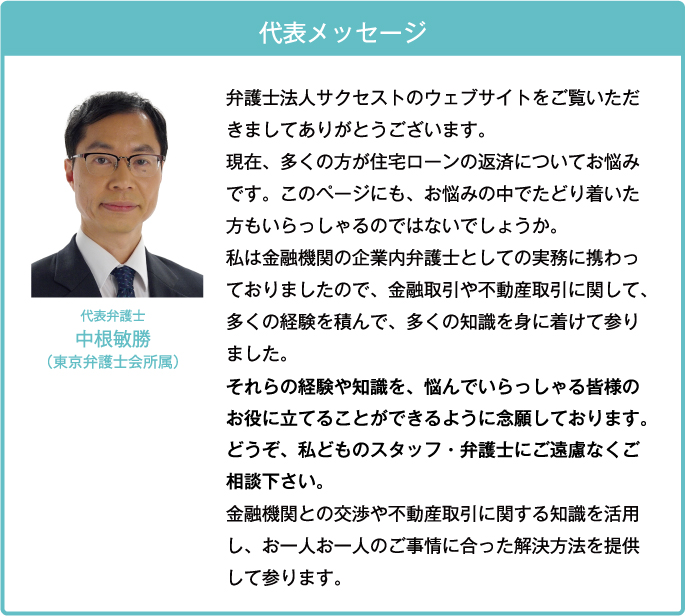 代表メッセージ
弁護士法人サクセストのウェブサイトをご覧いただ
きましてありがとうございます。
現在、多くの方が住宅ローンの返済についてお悩み
です。このページにも、お悩みの中でたどり着いた
方もいらっしゃるのではないでしょうか。
私は金融機関の企業内弁護士としての実務に携わっ
ておりましたので、金融取引や不動産取引に関して、
多くの経験を積んで、多くの知識を身に着けて参り
ました。
それらの経験や知識を、悩んでいらっしゃる皆様の
お役に立てることができるように念願しております。
どうぞ、私どものスタッフ・弁護士にご遠慮なくご
相談下さい。
金融機関との交渉や不動産取引に関する知識を活用
し、お一人お一人のご事情に合った解決方法を提供
して参ります。
代表弁護士
中根敏勝
（東京弁護士会所属）